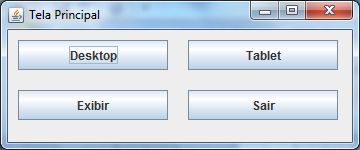 Tela Principal
Desktop Tablet
Exibir Sair